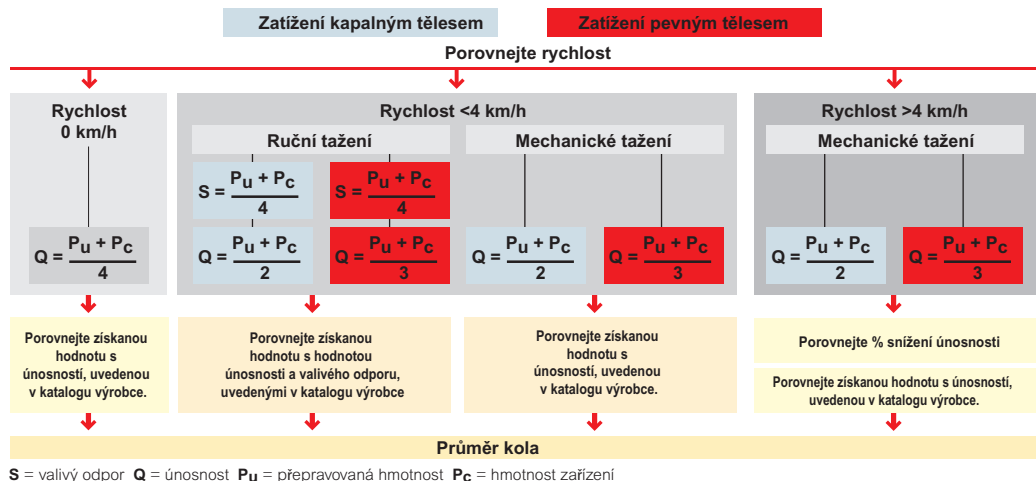 Zatížení kapalným tělesem
Zatížení pevným tělesem
Porovnejte rychlost
Rychlost
0 km/h
Q = Pu + Pc / 4
Rychlost <4 km/h
Ruční tažení
S = Pu + Pc / 4
S = Pu + Pc / 4
Q = Pu + Pc / 2
Q = Pu + Pc / 3
Mechanické tažení
Q = Pu + Pc / 2
Q = Pu + Pc / 3
Rychlost >4 km/h
Mechanické tažení
Q = Pu + Pc / 2
Q = Pu + Pc / 3
Porovnejte získanou
hodnotu s
únosností, uvedenou
v katalogu výrobce.
Porovnejte získanou
hodnotu s hodnotou
únosnosti a valivého odporu,
uvedenými v katalogu výrobce
Porovnejte získanou
hodnotu s
únosností, uvedenou
v katalogu výrobce.
Porovnejte % snížení únosnosti
Porovnejte získanou hodnotu s únosností,
uvedenou v katalogu výrobce.
Průměr kola
S = valivý odpor Q = únosnost Pu = přepravovaná hmotnost Pc = hmotnost zařízení